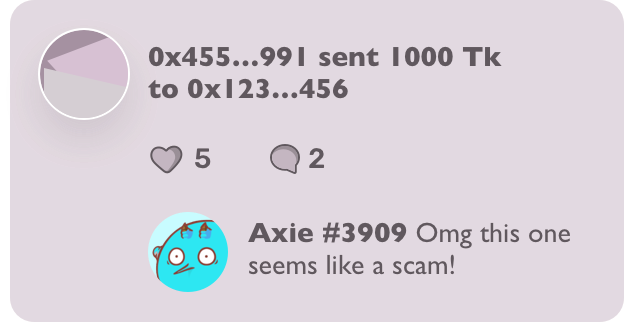 0x455...991 sent 1000 Tk
to 0x123...456
5 2
Axie #3909 Omg this one
seems like a scam!